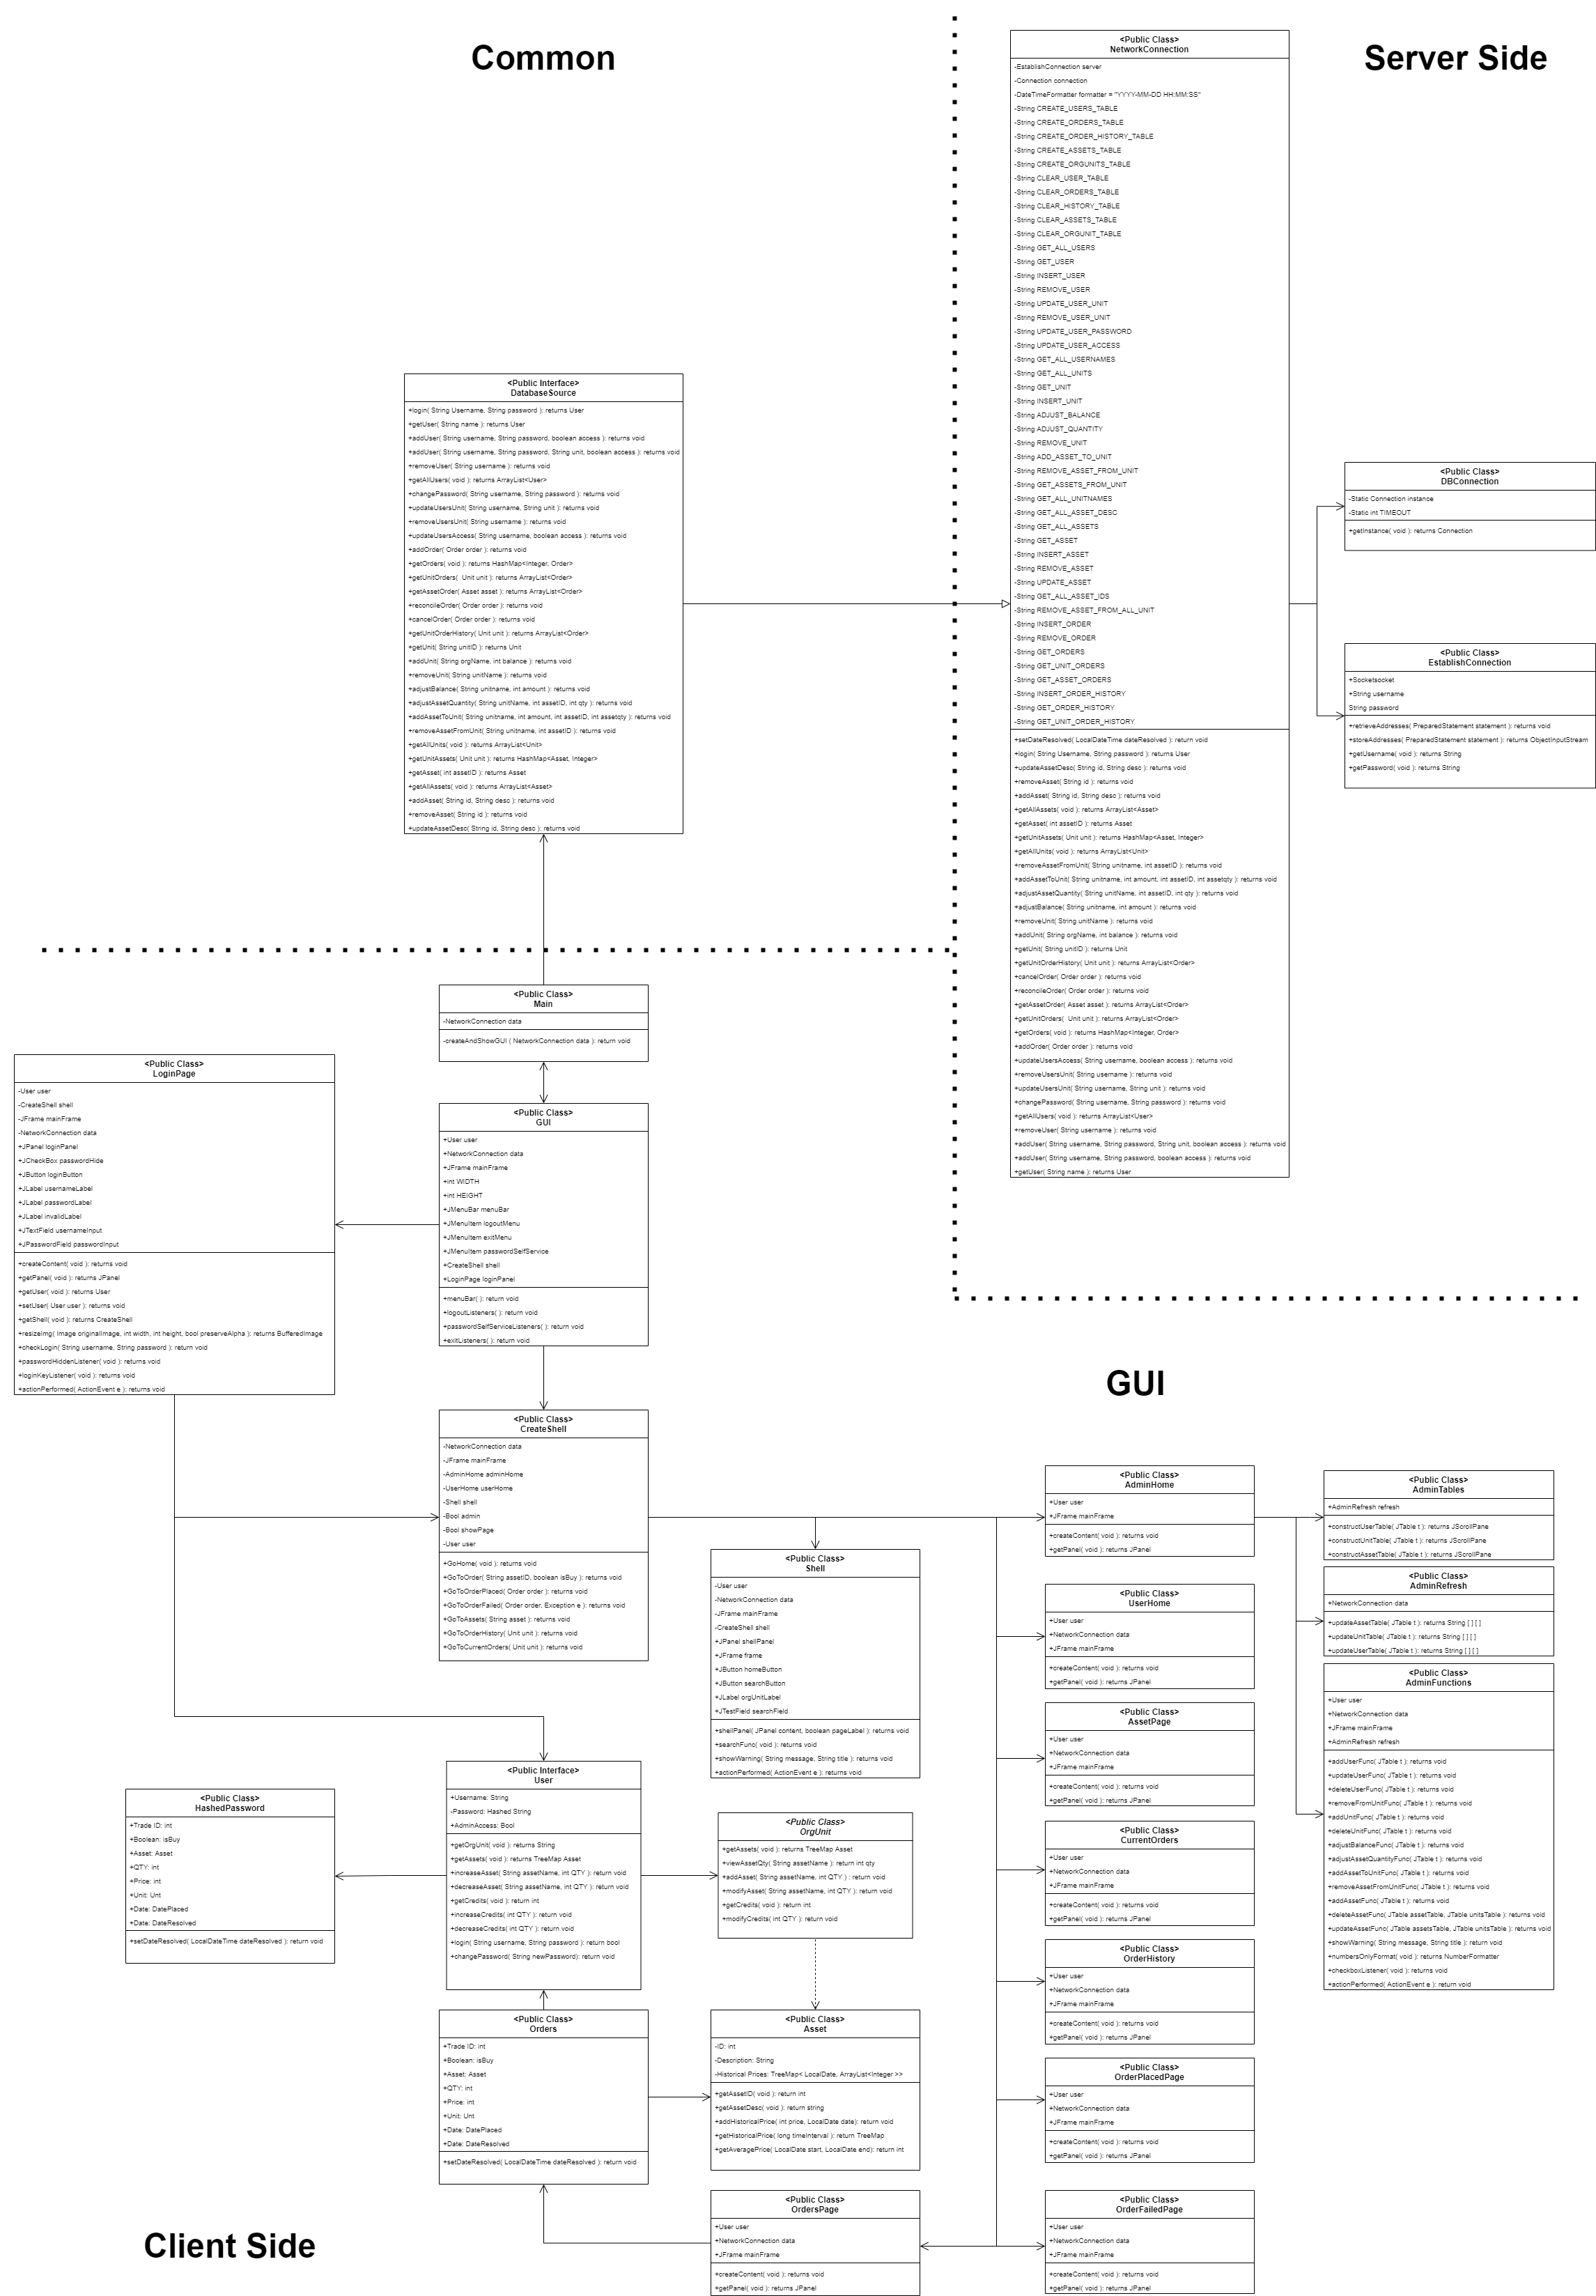 Common
Server Side
<Public Class>
NetworkConnection
-EstablishConnection server
-Connection connection
-DateTimeFormatter formatter = "YYYY-MM-DD HH:MM:SS"
-String CREATE_USERS_TABLE
-String CREATE_ORDERS_TABLE
-String CREATE_ORDER_HISTORY_TABLE
-String CREATE_ASSETS_TABLE
-String CREATE_ORGUNITS_TABLE
-String CLEAR_USER_TABLE
-String CLEAR_ORDERS_TABLE
-String CLEAR_HISTORY_TABLE
-String CLEAR_ASSETS_TABLE
-String CLEAR_ORGUNIT_TABLE
-String GET_ALL_USERS
-String GET_USER
-String INSERT_USER
-String REMOVE_USER
-String UPDATE_USER_UNIT
-String REMOVE_USER_UNIT
-String UPDATE_USER_PASSWORD
-String UPDATE_USER_ACCESS
-String GET_ALL_USERNAMES
-String GET_ALL_UNITS
-String GET_UNIT
-String INSERT_UNIT
-String ADJUST_BALANCE
-String ADJUST_QUANTITY
-String REMOVE_UNIT
-String ADD_ASSET_TO_UNIT
-String REMOVE_ASSET_FROM_UNIT
-String GET_ASSETS_FROM_UNIT
-String GET_ALL_UNITNAMES
-String GET_ALL_ASSET_DESC
-String GET_ALL_ASSETS
-String GET_ASSET
-String INSERT_ASSET
-String REMOVE_ASSET
-String UPDATE_ASSET
-String GET_ALL_ASSET_IDS
-String REMOVE_ASSET_FROM_ALL_UNIT
-String INSERT_ORDER
-String REMOVE_ORDER
-String GET_ORDERS
-String GET_UNIT_ORDERS
-String GET_ASSET_ORDERS
-String INSERT_ORDER_HISTORY
-String GET_ORDER_HISTORY
-String GET_UNIT_ORDER_HISTORY
+setDateResolved( LocalDateTime dateResolved ): return void
+login( String Username, String password ): returns User
+updateAssetDesc( String id, String desc ): returns void
+removeAsset( String id ): returns void
+addAsset( String id, String desc ): returns void
+getAllAssets( void ): returns ArrayList<Asset>
+getAsset( int assetID ): returns Asset
+getUnitAssets( Unit unit ): returns HashMap<Asset, Integer>
+getAllUnits( void ): returns ArrayList<Unit>
+removeAssetFromUnit( String unitname, int assetID ): returns void
+addAssetToUnit( String unitname, int amount, int assetID, int assetqty ): returns void
+adjustAssetQuantity( String unitName, int assetID, int qty ): returns void
+adjustBalance( String unitname, int amount ): returns void
+removeUnit( String unitName ): returns void
+addUnit( String orgName, int balance ): returns void
+getUnit( String unitID ): returns Unit
+getUnitOrderHistory( Unit unit ): returns ArrayList<Order>
+cancelOrder( Order order ): returns void
+reconcileOrder( Order order ): returns void
+getAssetOrder( Asset asset ): returns ArrayList<Order>
+getUnitOrders(  Unit unit ): returns ArrayList<Order>
+getOrders( void ): returns HashMap<Integer, Order>
+addOrder( Order order ): returns void
+updateUsersAccess( String username, boolean access ): returns void
+removeUsersUnit( String username ): returns void
+updateUsersUnit( String username, String unit ): returns void
+changePassword( String username, String password ): returns void
+getAllUsers( void ): returns ArrayList<User>
+removeUser( String username ): returns void
+addUser( String username, String password, String unit, boolean access ): returns void
+addUser( String username, String password, boolean access ): returns void
+getUser( String name ): returns User
<Public Interface>
DatabaseSource
+login( String Username, String password ): returns User
+getUser( String name ): returns User
+addUser( String username, String password, boolean access ): returns void
+addUser( String username, String password, String unit, boolean access ): returns void
+removeUser( String username ): returns void
+getAllUsers( void ): returns ArrayList<User>
+changePassword( String username, String password ): returns void
+updateUsersUnit( String username, String unit ): returns void
+removeUsersUnit( String username ): returns void
+updateUsersAccess( String username, boolean access ): returns void
+addOrder( Order order ): returns void
+getOrders( void ): returns HashMap<Integer, Order>
+getUnitOrders(  Unit unit ): returns ArrayList<Order>
+getAssetOrder( Asset asset ): returns ArrayList<Order>
+reconcileOrder( Order order ): returns void
+cancelOrder( Order order ): returns void
+getUnitOrderHistory( Unit unit ): returns ArrayList<Order>
+getUnit( String unitID ): returns Unit
+addUnit( String orgName, int balance ): returns void
+removeUnit( String unitName ): returns void
+adjustBalance( String unitname, int amount ): returns void
+adjustAssetQuantity( String unitName, int assetID, int qty ): returns void
+addAssetToUnit( String unitname, int amount, int assetID, int assetqty ): returns void
+removeAssetFromUnit( String unitname, int assetID ): returns void
+getAllUnits( void ): returns ArrayList<Unit>
+getUnitAssets( Unit unit ): returns HashMap<Asset, Integer>
+getAsset( int assetID ): returns Asset
+getAllAssets( void ): returns ArrayList<Asset>
+addAsset( String id, String desc ): returns void
+removeAsset( String id ): returns void
+updateAssetDesc( String id, String desc ): returns void
<Public Class>
DBConnection
-Static Connection instance
-Static int TIMEOUT
+getInstance( void ): returns Connection
<Public Class>
EstablishConnection
+Socketsocket
+String username
String password
+retrieveAddresses( PreparedStatement statement ): returns void
+storeAddresses( PreparedStatement statement ): returns ObjectInputStream
+getUsername( void ): returns String
+getPassword( void ): returns String
<Public Class>
Main
-NetworkConnection data
-createAndShowGUI ( NetworkConnection data ): return void
<Public Class>
LoginPage
-User user
-CreateShell shell
-JFrame mainFrame
-NetworkConnection data
+JPanel loginPanel
+JCheckBox passwordHide
+JButton loginButton
+JLabel usernameLabel
+JLabel passwordLabel
+JLabel invalidLabel
+JTextField usernameInput
+JPasswordField passwordInput
+createContent( void ): returns void
+getPanel( void ): returns JPanel
+getUser( void ): returns User
+setUser( User user ): returns void
+getShell( void ): returns CreateShell
+resizeImg( Image originalImage, int width, int height, bool preserveAlpha ): returns BufferedImage
+checkLogin( String username, String password ): return void
+passwordHiddenListener( void ): returns void
+loginKeyListener( void ): returns void
+actionPerformed( ActionEvent e ): returns void
<Public Class>
GUI
+User user
+NetworkConnection data
+JFrame mainFrame
+int WIDTH
+int HEIGHT
+JMenuBar menuBar
+JMenuItem logoutMenu
+JMenuItem exitMenu
+JMenuItem passwordSelfService
+CreateShell shell
+LoginPage loginPanel
+menuBar( ): return void
+logoutListeners( ): return void
+passwordSelfServiceListeners( ): return void
+exitListeners( ): return void
GUI
<Public Class>
CreateShell
-NetworkConnection data
-JFrame mainFrame
-AdminHome adminHome
-UserHome userHome
-Shell shell
-Bool admin
-Bool showPage
-User user
+GoHome( void ): returns void
+GoToOrder( String assetID, boolean isBuy ): returns void
+GoToOrderPlaced( Order order ): returns void
+GoToOrderFailed( Order order, Exception e ): returns void
+GoToAssets( String asset ): returns void
+GoToOrderHistory( Unit unit ): returns void
+GoToCurrentOrders( Unit unit ): returns void
<Public Class>
Shell
-User user
-NetworkConnection data
-JFrame mainFrame
-CreateShell shell
+JPanel shellPanel
+JFrame frame
+JButton homeButton
+JButton searchButton
+JLabel orgUnitLabel
+JTestField searchField
+shellPanel( JPanel content, boolean pageLabel ): returns void
+searchFunc( void ): returns void
+showWarning( String message, String title ): returns void
+actionPerformed( ActionEvent e ): returns void
<Public Class>
AdminHome
+User user
+JFrame mainFrame
+createContent( void ): returns void
+getPanel( void ): returns JPanel
<Public Class>
AdminTables
+AdminRefresh refresh
+constructUserTable( JTable t ): returns JScrollPane
+constructUnitTable( JTable t ): returns JScrollPane
+constructAssetTable( JTable t ): returns JScrollPane
<Public Class>
AdminRefresh
+NetworkConnection data
+updateAssetTable( JTable t ): returns String [ ] [ ]
+updateUnitTable( JTable t ): returns String [ ] [ ]
+updateUserTable( JTable t ): returns String [ ] [ ]
<Public Class>
AdminFunctions
+User user
+NetworkConnection data
+JFrame mainFrame
+AdminRefresh refresh
+addUserFunc( JTable t ): returns void
+updateUserFunc( JTable t ): returns void
+deleteUserFunc( JTable t ): returns void
+removeFromUnitFunc( JTable t ): returns void
+addUnitFunc( JTable t ): returns void
+deleteUnitFunc( JTable t ): returns void
+adjustBalanceFunc( JTable t ): returns void
+adjustAssetQuantityFunc( JTable t ): returns void
+addAssetToUnitFunc( JTable t ): returns void
+removeAssetFromUnitFunc( JTable t ): returns void
+addAssetFunc( JTable t ): returns void
+deleteAssetFunc( JTable assetTable, JTable unitsTable ): returns void
+updateAssetFunc( JTable assetsTable, JTable unitsTable ): returns void
+showWarning( String message, String title ): return void
+numbersOnlyFormat( void ): returns NumberFormatter
+checkboxListener( void ): returns void
+actionPerformed( ActionEvent e ): return void
<Public Class>
UserHome
+User user
+NetworkConnection data
+JFrame mainFrame
+createContent( void ): returns void
+getPanel( void ): returns JPanel
<Public Class>
AssetPage
+User user
+NetworkConnection data
+JFrame mainFrame
+createContent( void ): returns void
+getPanel( void ): returns JPanel
<Public Class>
CurrentOrders
+User user
+NetworkConnection data
+JFrame mainFrame
+createContent( void ): returns void
+getPanel( void ): returns JPanel
<Public Class>
OrderHistory
+User user
+NetworkConnection data
+JFrame mainFrame
+createContent( void ): returns void
+getPanel( void ): returns JPanel
<Public Class>
OrderPlacedPage
+User user
+NetworkConnection data
+JFrame mainFrame
+createContent( void ): returns void
+getPanel( void ): returns JPanel
<Public Class>
OrderFailedPage
+User user
+NetworkConnection data
+JFrame mainFrame
+createContent( void ): returns void
+getPanel( void ): returns JPanel
<Public Class>
HashedPassword
+Trade ID: int
+Boolean: isBuy
+Asset: Asset
+QTY: int
+Price: int
+Unit: Unt
+Date: DatePlaced
+Date: DateResolved
+setDateResolved( LocalDateTime dateResolved ): return void
<Public Interface>
User
+Username: String
-Password: Hashed String
+AdminAccess: Bool
+getOrgUnit( void ): returns String
+getAssets( void ): returns TreeMap Asset
+increaseAsset( String assetName, int QTY ): return void
+decreaseAsset( String assetName, int QTY ): return void
+getCredits( void ): return int
+increaseCredits( int QTY ): return void
+decreaseCredits( int QTY ): return void
+login( String username, String password ): return bool
+changePassword( String newPassword): return void
<Public Class>
OrgUnit
+getAssets( void ): returns TreeMap Asset
+viewAssetQty( String assetName ): return int qty
+addAsset( String assetName, int QTY ) : return void
+modifyAsset( String assetName, int QTY ): return void
+getCredits( void ): return int
+modifyCredits( int QTY ): return void
<Public Class>
Orders
+Trade ID: int
+Boolean: isBuy
+Asset: Asset
+QTY: int
+Price: int
+Unit: Unt
+Date: DatePlaced
+Date: DateResolved
+setDateResolved( LocalDateTime dateResolved ): return void
<Public Class>
Asset
-ID: int
-Description: String
-Historical Prices: TreeMap< LocalDate, ArrayList<Integer >>
+getAssetID( void ): return int
+getAssetDesc( void ): return string
+addHistoricalPrice( int price, LocalDate date): return void
+getHistoricalPrice( long timeInterval ): return TreeMap
+getAveragePrice( LocalDate start, LocalDate end): return int
<Public Class>
OrdersPage
+User user
+NetworkConnection data
+JFrame mainFrame
+createContent( void ): returns void
+getPanel( void ): returns JPanel
Client Side